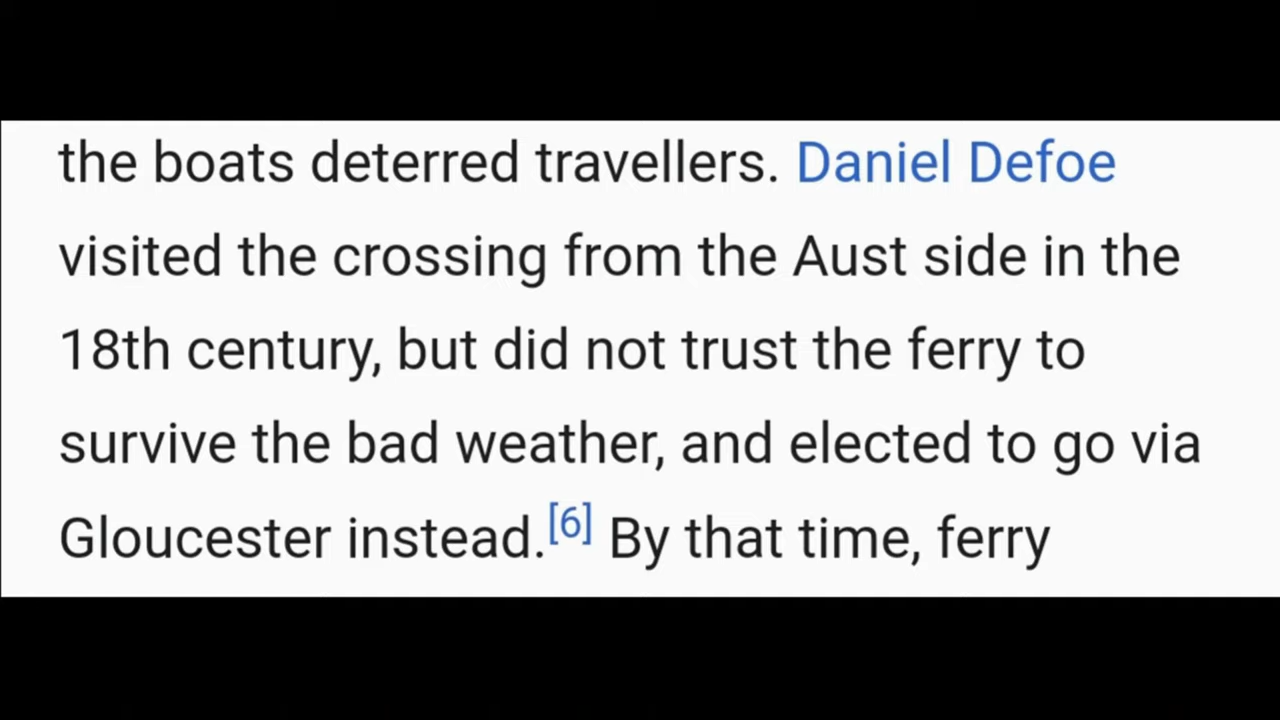 the boats deterred travellers. Daniel Defoe
visited the crossing from the Aust side in the
18th century, but did not trust the ferry to
survive the bad weather, and elected to go via
Gloucester instead.[6] By that time, ferry